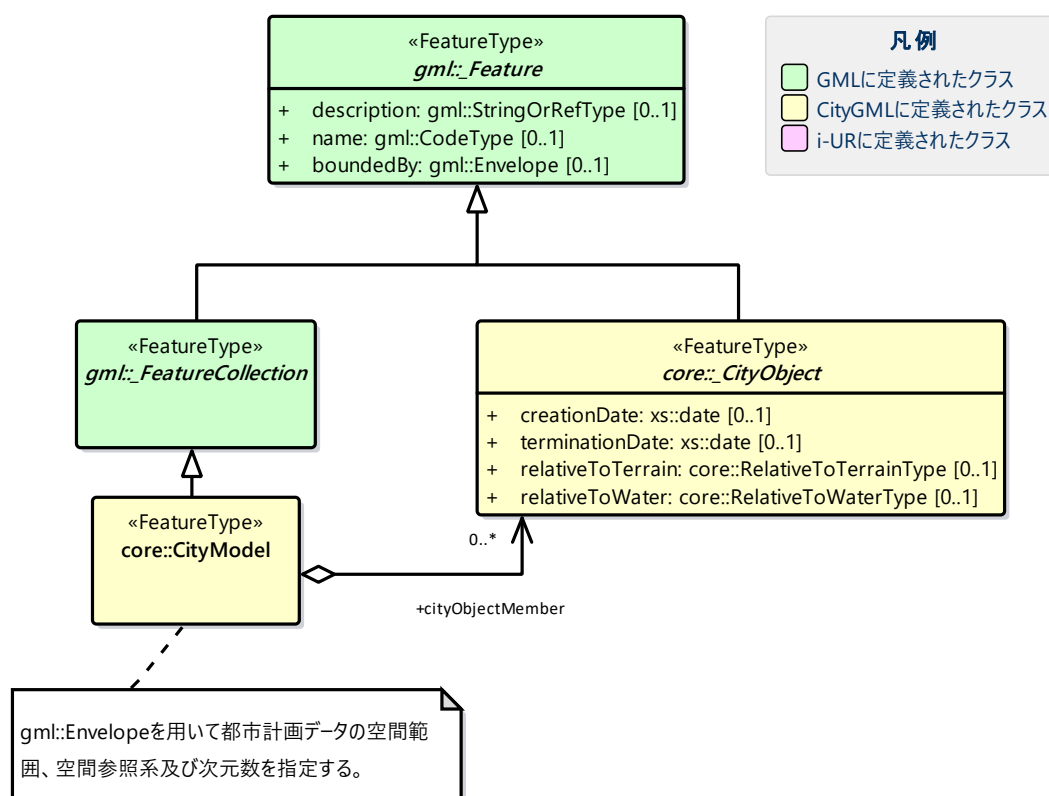 «FeatureType»
gml::_Feature
+ description: gml::StringOrRefType [0..1]
+ name: gml::CodeType [0..1]
+ boundedBy: gml::Envelope [0..1]
凡例
GMLに定義されたクラス
CityGMLに定義されたクラス
i-URに定義されたクラス
«FeatureType»
gml::_FeatureCollection
«FeatureType»
core::_CityObject
+ creationDate: xs::date [0..1]
+ terminationDate: xs::date [0..1]
+ relativeToTerrain: core::RelativeToTerrainType [0..1]
+ relativeToWater: core::RelativeToWaterType [0..1]
«FeatureType»
core::CityModel
0..*
+cityObjectMember
gml::Envelopeを用いて都市計画データの空間範
囲、空間参照系及び次元数を指定する。